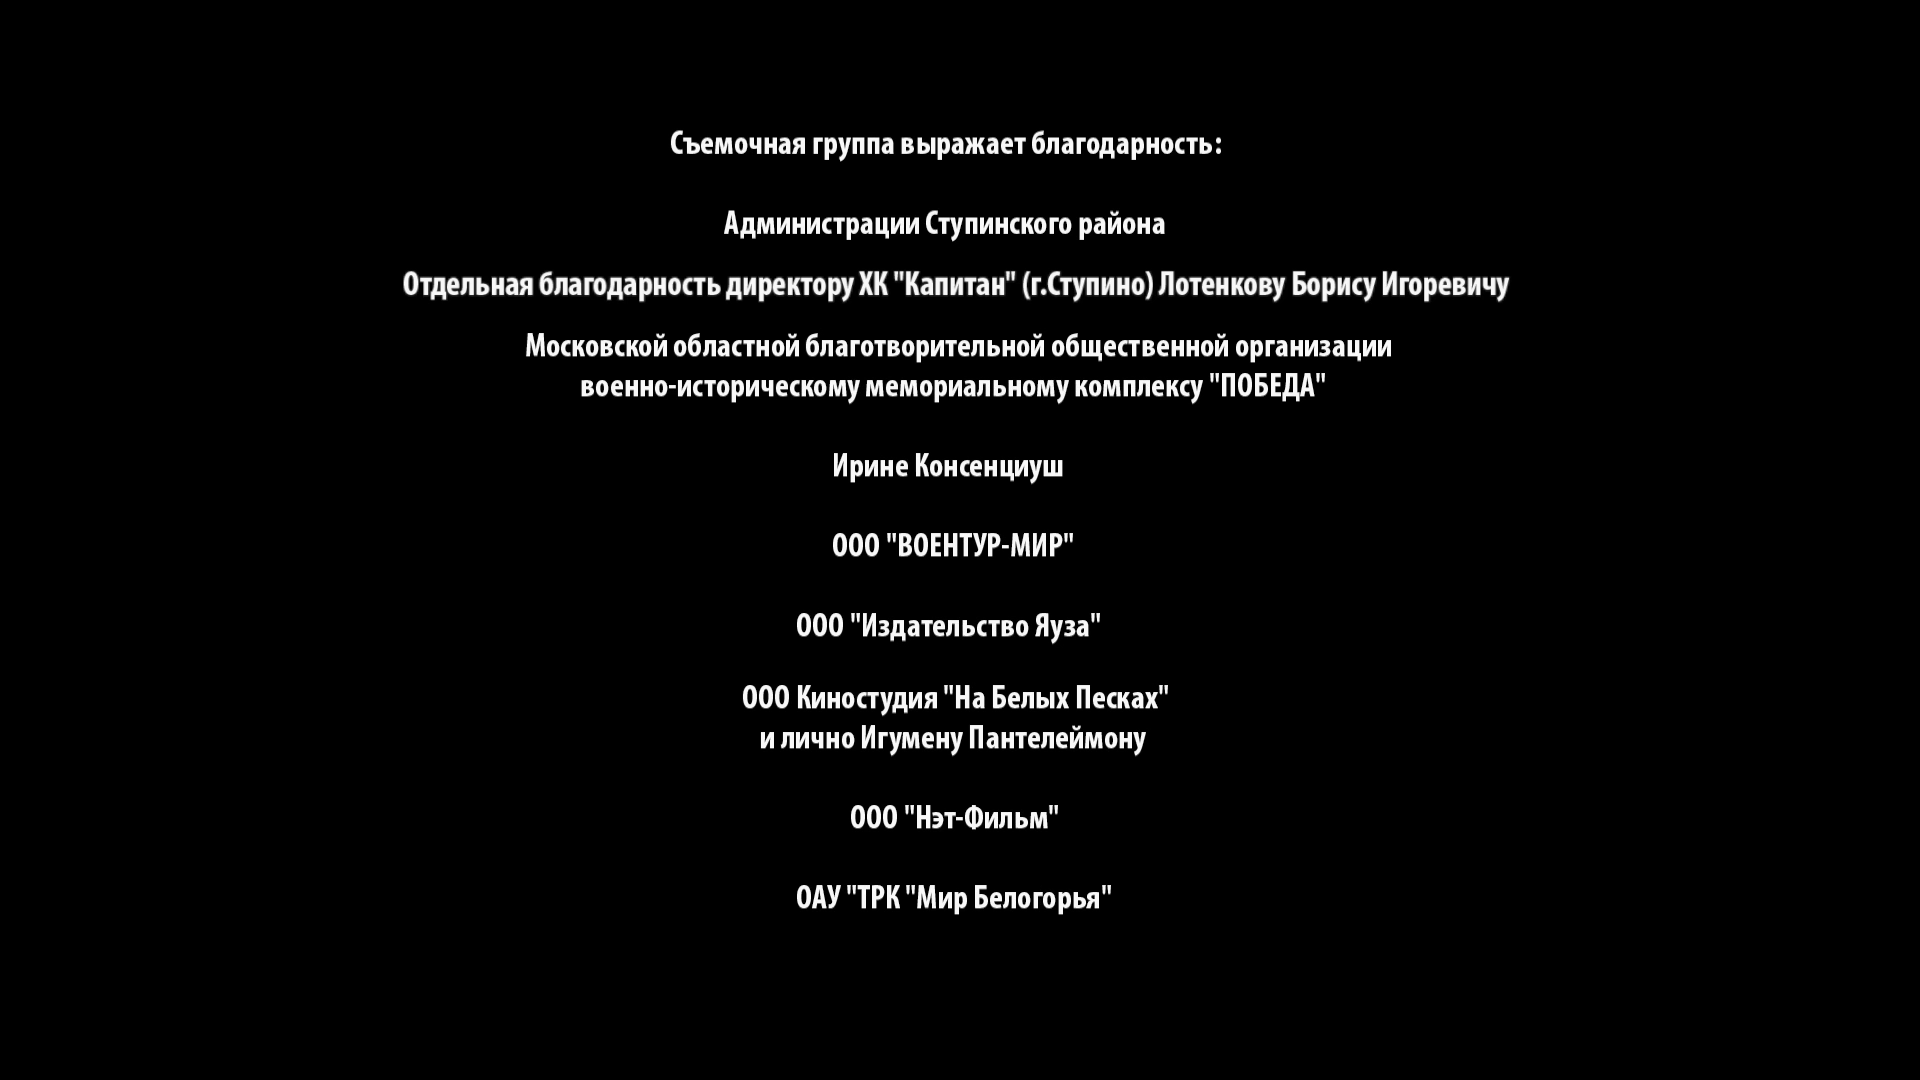 Съемочная группа выражает благодарность:
Администрации Ступинского района
Отдельная благодарность директору ХК "Капитан" (г.Ступино) Лотенкову Борису Игоревичу
Московской областной благотворительной общественной организации
военно-историческому мемориальному комплексу "ПОБЕДА"
Ирине Консенциуш
ООО "ВОЕНТУР-МИР"
ООО "Издательство Яуза"
ООО Киностудия "На Белых Песках"
и лично Игумену Пантелеймону
ООО "Нэт-Фильм"
ОАУ "ТРК "Мир Белогорья"